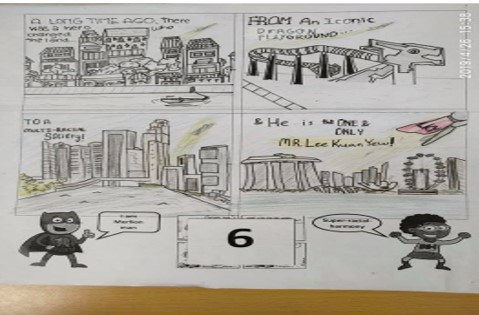 A LONG TIME AGO, There
was a Hero who
changed
the land...
FROM An Iconic
DRAGON
PLAYGROUND...
TO A
MULTI-RACIAL
SOCIETY!
& He is the ONE &
ONLY
MR. Lee Kuan Yew!
I am
Merlion
man
6
Super-racial
harmony
2019/4/26 15:38